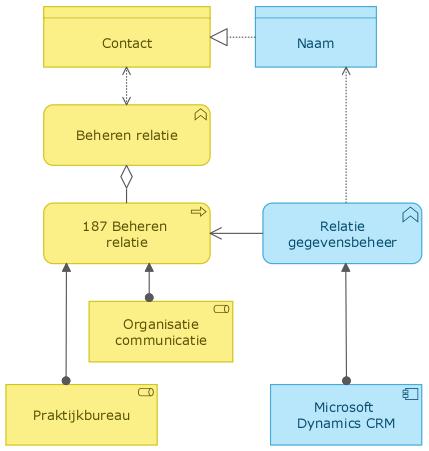 Contact
Naam
Beheren relatie
187 Beheren
relatie
Relatie
gegevensbeheer
Organisatie
communicatie
Praktijkbureau
Microsoft
Dynamics CRM